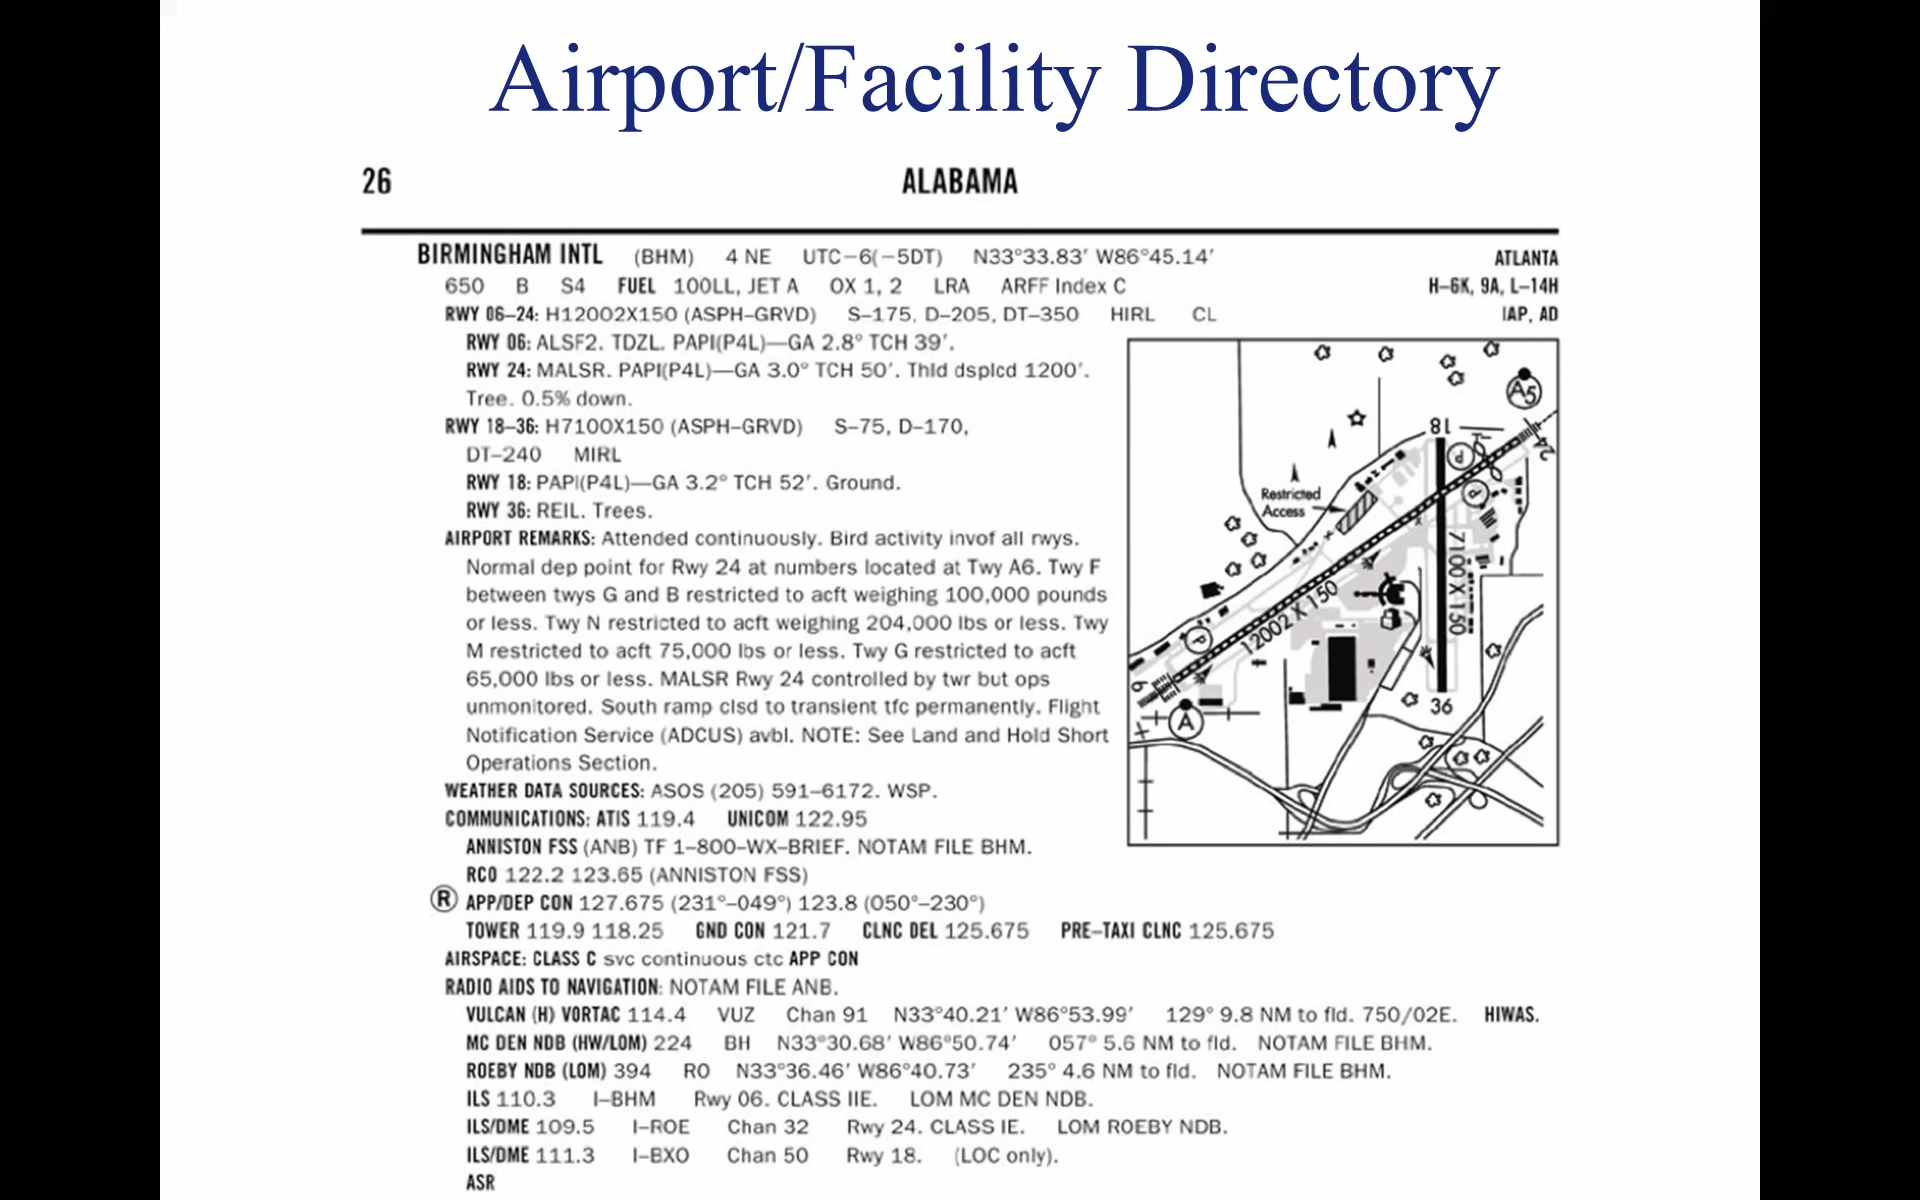 Airport/Facility Directory
26 ALABAMA
BIRMINGHAM INTL (BHM) 4 NE UTC−6(−5DT) N33°33.83′ W86°45.14′ ATLANTA
650 B S4 FUEL 100LL, JET A OX 1, 2 LRA ARFF Index C H–6K, 9A, L–14H
RWY 06–24: H12002X150 (ASPH–GRVD) S–175, D–205, DT–350 HIRL CL IAP, AD
RWY 06: ALSF2. TDZL. PAPI(P4L)—GA 2.8° TCH 39′.
RWY 24: MALSR. PAPI(P4L)—GA 3.0° TCH 50′. Thld dsplcd 1200′.
Tree. 0.5% down.
RWY 18–36: H7100X150 (ASPH–GRVD) S–75, D–170,
DT–240 MIRL
RWY 18: PAPI(P4L)—GA 3.2° TCH 52′. Ground.
RWY 36: REIL. Trees.
AIRPORT REMARKS: Attended continuously. Bird activity invof all rwys.
Normal dep point for Rwy 24 at numbers located at Twy A6. Twy F
between twys G and B restricted to acft weighing 100,000 pounds
or less. Twy N restricted to acft weighing 204,000 lbs or less. Twy
M restricted to acft 75,000 lbs or less. Twy G restricted to acft
65,000 lbs or less. MALSR Rwy 24 controlled by twr but ops
unmonitored. South ramp clsd to transient tfc permanently. Flight
Notification Service (ADCUS) avbl. NOTE: See Land and Hold Short
Operations Section.
WEATHER DATA SOURCES: ASOS (205) 591–6172. WSP.
COMMUNICATIONS: ATIS 119.4 UNICOM 122.95
ANNISTON FSS (ANB) TF 1–800–WX–BRIEF. NOTAM FILE BHM.
RCO 122.2 123.65 (ANNISTON FSS)
Ⓡ APP/DEP CON 127.675 (231°–049°) 123.8 (050°–230°)
TOWER 119.9 118.25 GND CON 121.7 CLNC DEL 125.675 PRE–TAXI CLNC 125.675
AIRSPACE: CLASS C svc continuous ctc APP CON
RADIO AIDS TO NAVIGATION: NOTAM FILE ANB.
VULCAN (H) VORTAC 114.4 VUZ Chan 91 N33°40.21′ W86°53.99′ 129° 9.8 NM to fld. 750/02E. HIWAS.
MC DEN NDB (HW/LOM) 224 BH N33°30.68′ W86°50.74′ 057° 5.6 NM to fld. NOTAM FILE BHM.
ROEBY NDB (LOM) 394 RO N33°36.46′ W86°40.73′ 235° 4.6 NM to fld. NOTAM FILE BHM.
ILS 110.3 I–BHM Rwy 06. CLASS IIE. LOM MC DEN NDB.
ILS/DME 109.5 I–ROE Chan 32 Rwy 24. CLASS IE. LOM ROEBY NDB.
ILS/DME 111.3 I–BXO Chan 50 Rwy 18. (LOC only).
ASR
A5
18
24
P
P
Restricted
Access
7100 X 150
12002 X 150
P
6
A
36